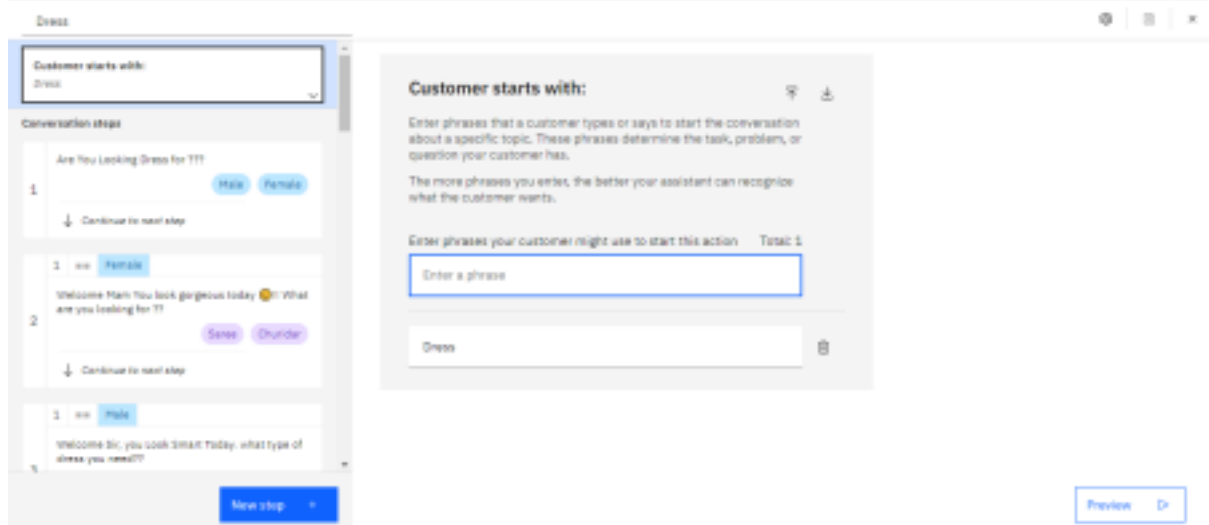 Dress
Customer starts with:
Dress
Conversation steps
1
Are You Looking Dress for ???
Male Female
Continue to next step
2
1 == Female
Welcome Mam You look gorgeous today 😊!! What
are you looking for ??
Saree Churidar
Continue to next step
3
1 == Male
Welcome Sir, you Look Smart Today, what type of
dress you need??
New step +
Customer starts with:
Enter phrases that a customer types or says to start the conversation
about a specific topic. These phrases determine the task, problem, or
question your customer has.
The more phrases you enter, the better your assistant can recognize
what the customer wants.
Enter phrases your customer might use to start this action Total: 1
Enter a phrase
Dress
Preview